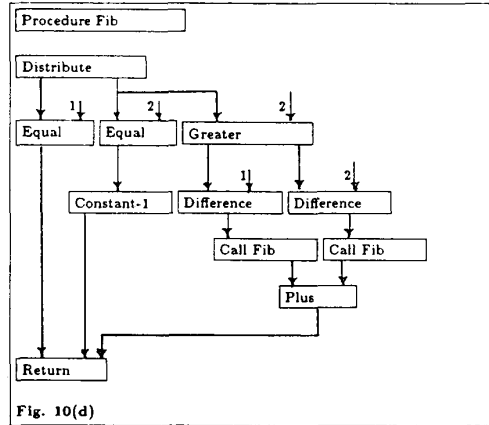 Procedure Fib
Distribute
1 2 2
Equal Equal Greater
1 2
Constant-1 Difference Difference
Call Fib Call Fib
Plus
Return
Fig. 10(d)